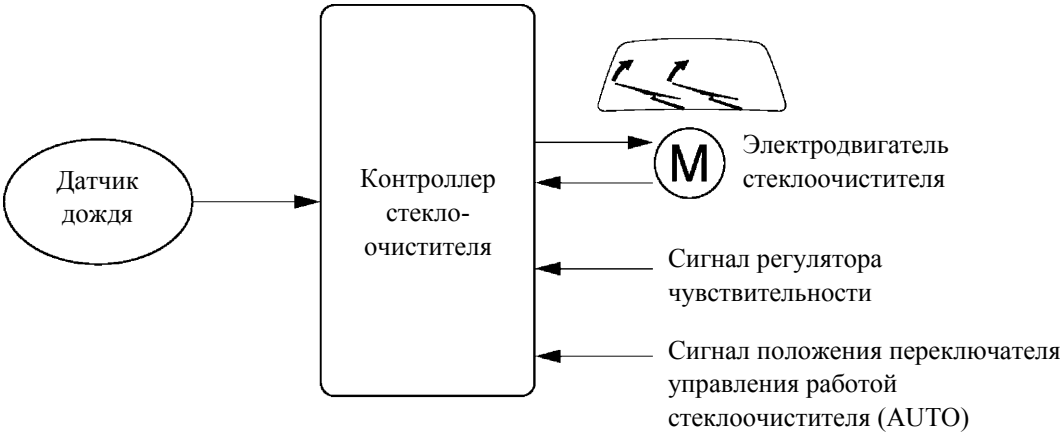 Датчик
дождя
Контроллер
стекло-
очистителя
M
Электродвигатель
стеклоочистителя
Сигнал регулятора
чувствительности
Сигнал положения переключателя
управления работой
стеклоочистителя (AUTO)